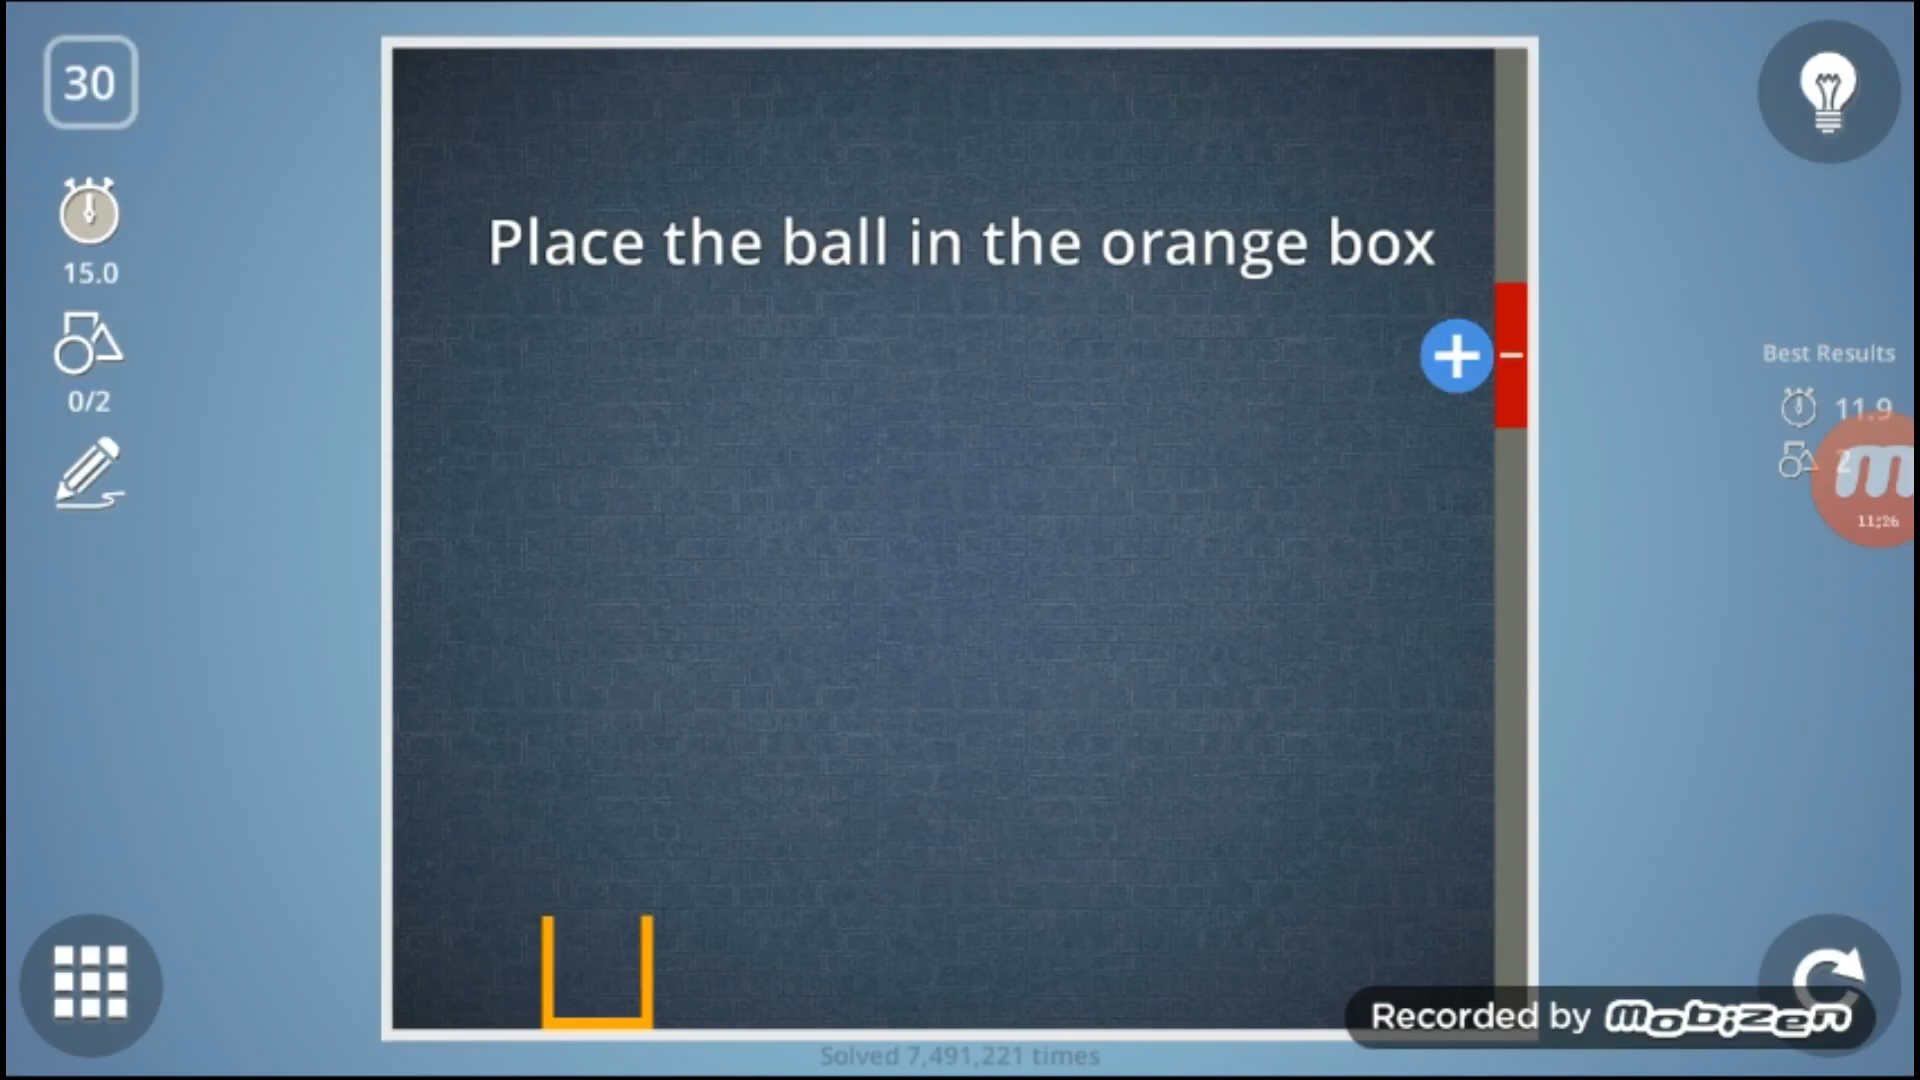 30
15.0
0/2
Place the ball in the orange box
+
−
Best Results
11.9
2
m
11:26
Recorded by mobizen
Solved 7,491,221 times